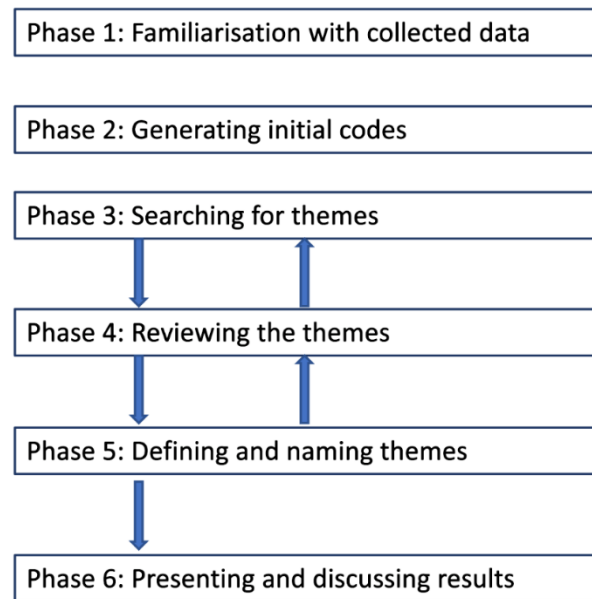 Phase 1: Familiarisation with collected data
Phase 2: Generating initial codes
Phase 3: Searching for themes
Phase 4: Reviewing the themes
Phase 5: Defining and naming themes
Phase 6: Presenting and discussing results